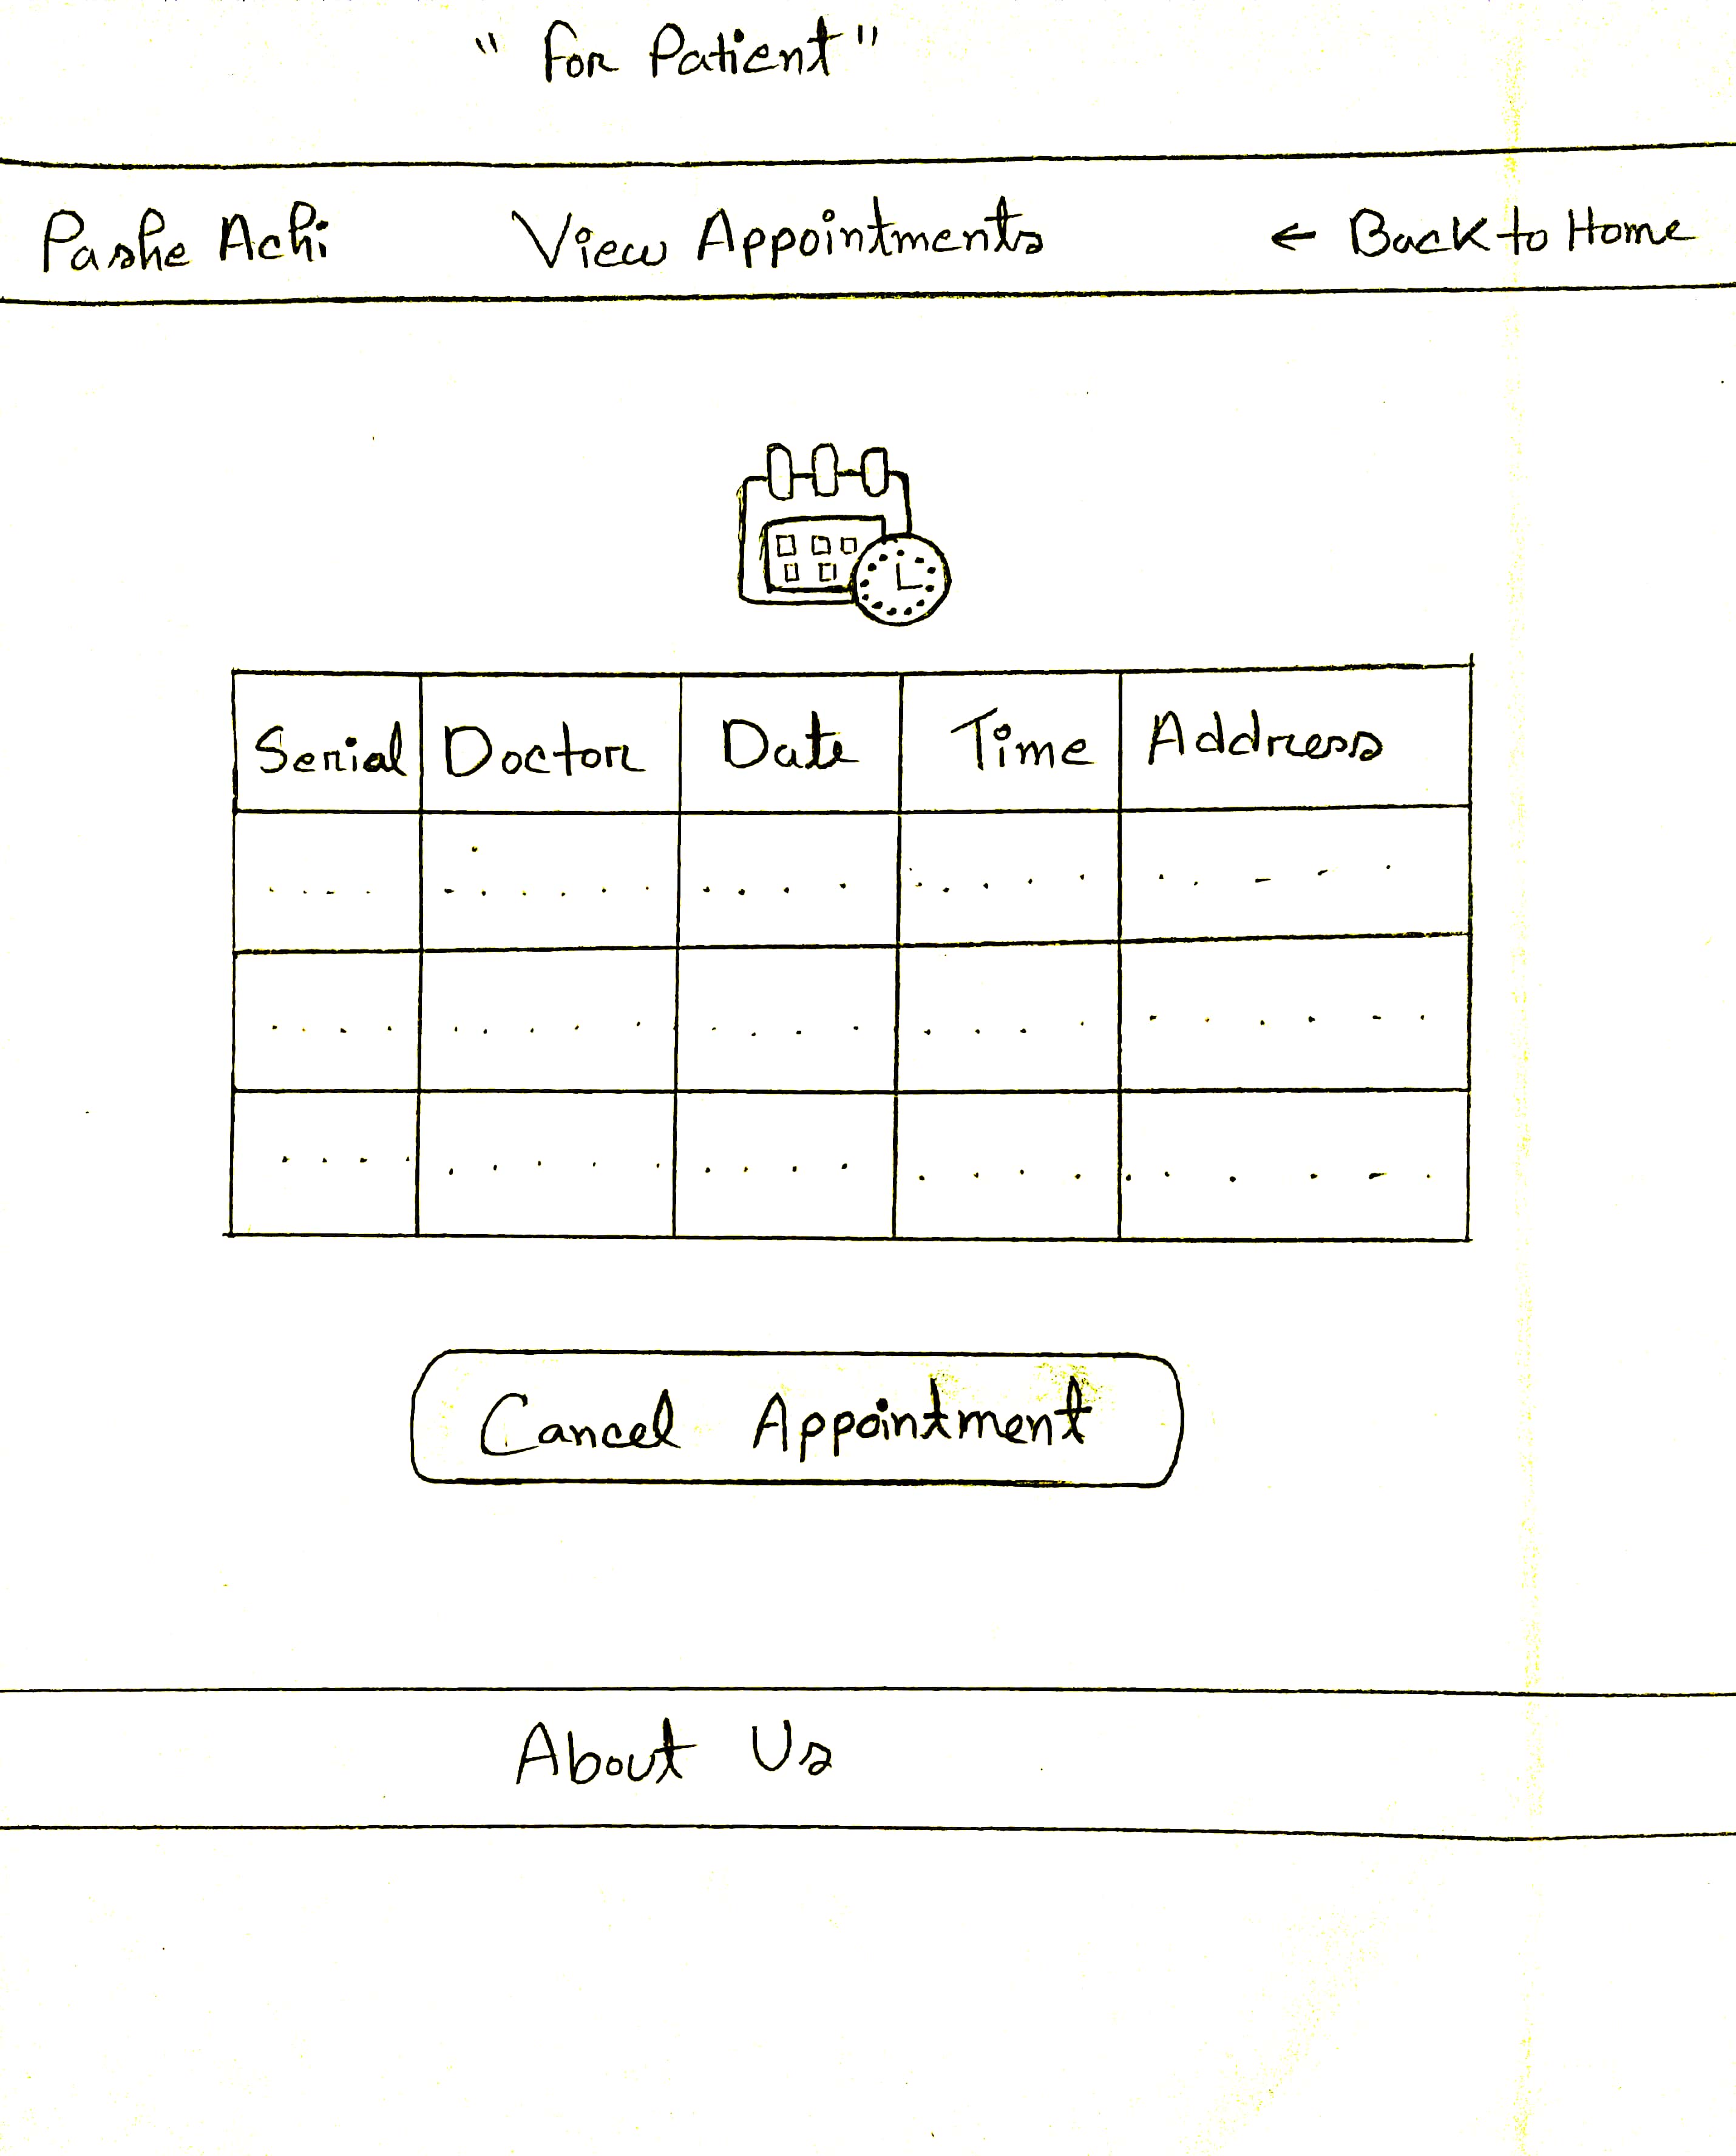 "For Patient"
Pashe Achi View Appointments ← Back to Home
Serial Doctor Date Time Address
.... ...... .... ..... .....
.... ..... .... .... ......
.... ..... .... .... ......
Cancel Appointment
About Us